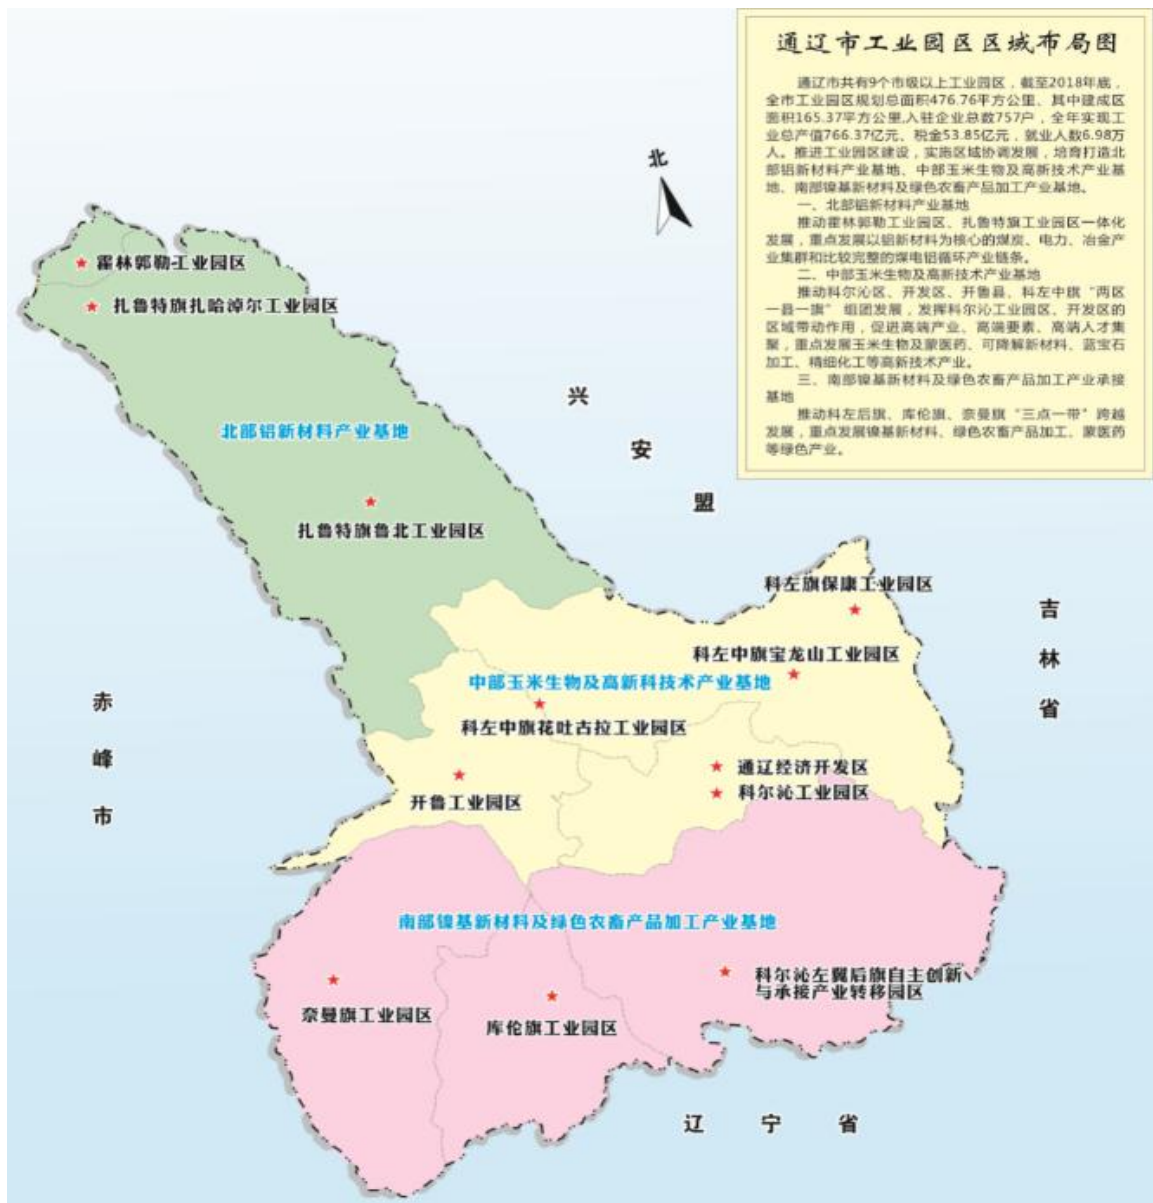 通辽市工业园区区域布局图
通辽市共有9个市级以上工业园区，截至2018年底，
全市工业园区规划总面积476.76平方公里、其中建成区
面积165.37平方公里,入驻企业总数757户，全年实现工
业总产值766.37亿元、税金53.85亿元，就业人数6.98万
人。推进工业园区建设，实施区域协调发展，培育打造北
部铝新材料产业基地、中部玉米生物及高新技术产业基
地、南部镍基新材料及绿色农畜产品加工产业基地。
一、北部铝新材料产业基地
推动霍林郭勒工业园区、扎鲁特旗工业园区一体化
发展，重点发展以铝新材料为核心的煤炭、电力、冶金产
业集群和比较完整的煤电铝循环产业链条。
二、中部玉米生物及高新技术产业基地
推动科尔沁区、开发区、开鲁县、科左中旗“两区
一县一旗” 组团发展，发挥科尔沁工业园区、开发区的
区域带动作用，促进高端产业、高端要素、高端人才集
聚，重点发展玉米生物及蒙医药、可降解新材料、蓝宝石
加工、精细化工等高新技术产业。
三、南部镍基新材料及绿色农畜产品加工产业承接
基地
推动科左后旗、库伦旗、奈曼旗“三点一带”跨越
发展，重点发展镍基新材料、绿色农畜产品加工、蒙医药
等绿色产业。
北
霍林郭勒工业园区
扎鲁特旗扎哈淖尔工业园区
兴安盟
北部铝新材料产业基地
扎鲁特旗鲁北工业园区
科左旗保康工业园区
吉林省
科左中旗宝龙山工业园区
中部玉米生物及高新科技术产业基地
赤峰市
科左中旗花吐古拉工业园区
通辽经济开发区
科尔沁工业园区
开鲁工业园区
南部镍基新材料及绿色农畜产品加工产业基地
科尔沁左翼后旗自主创新
与承接产业转移园区
奈曼旗工业园区
库伦旗工业园区
辽宁省